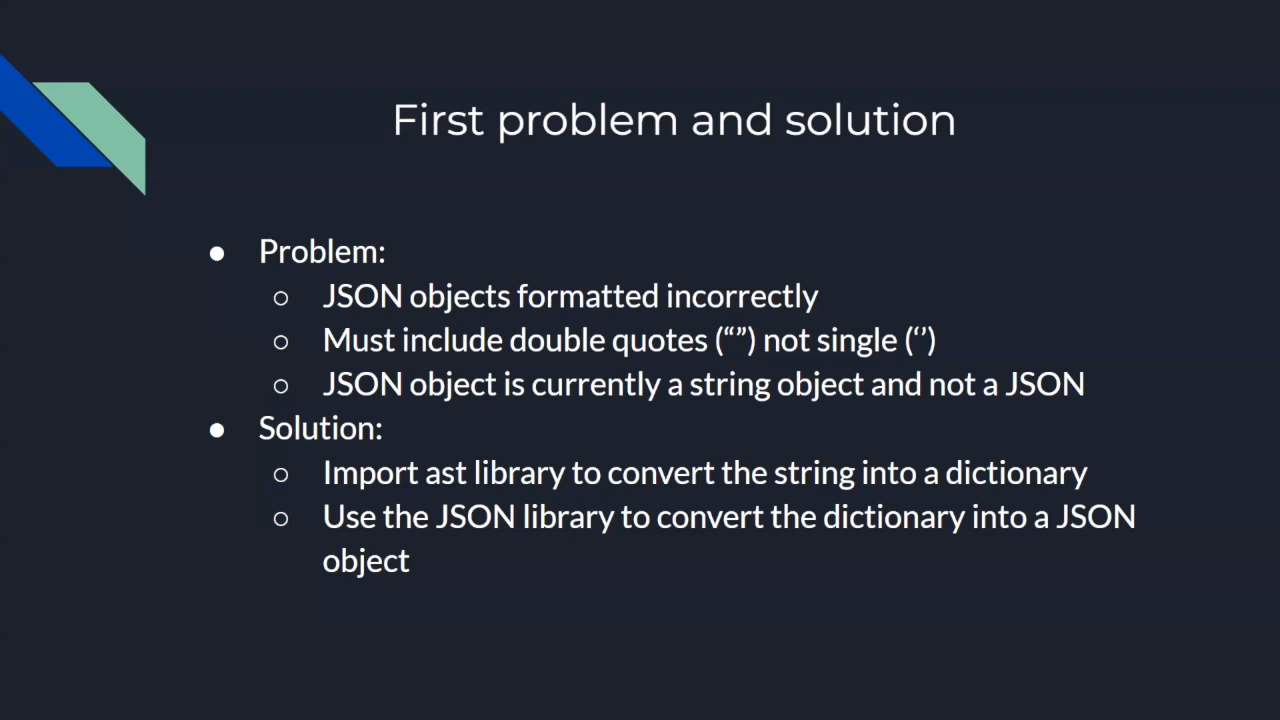 First problem and solution
● Problem:
○ JSON objects formatted incorrectly
○ Must include double quotes (“”) not single (‘’)
○ JSON object is currently a string object and not a JSON
● Solution:
○ Import ast library to convert the string into a dictionary
○ Use the JSON library to convert the dictionary into a JSON
object